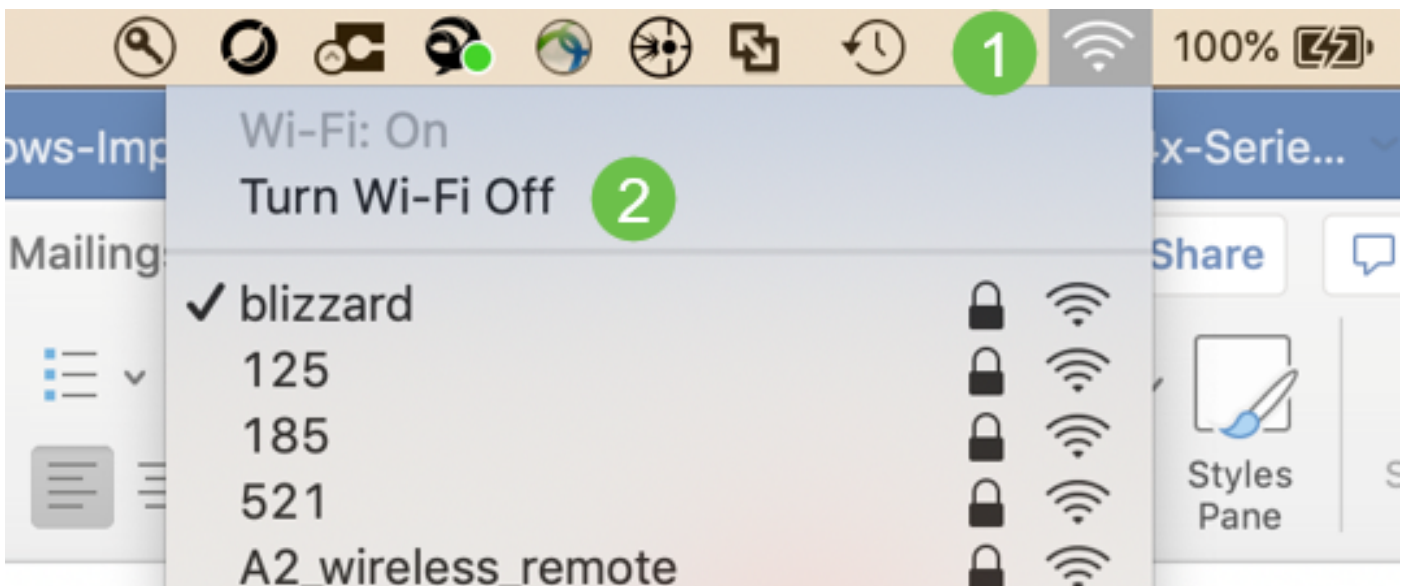 1
100%
ows-Imp
Wi-Fi: On
x-Serie...
Turn Wi-Fi Off
2
Mailing
Share
✓ blizzard
125
185
Styles
Pane
521
A2_wireless_remote